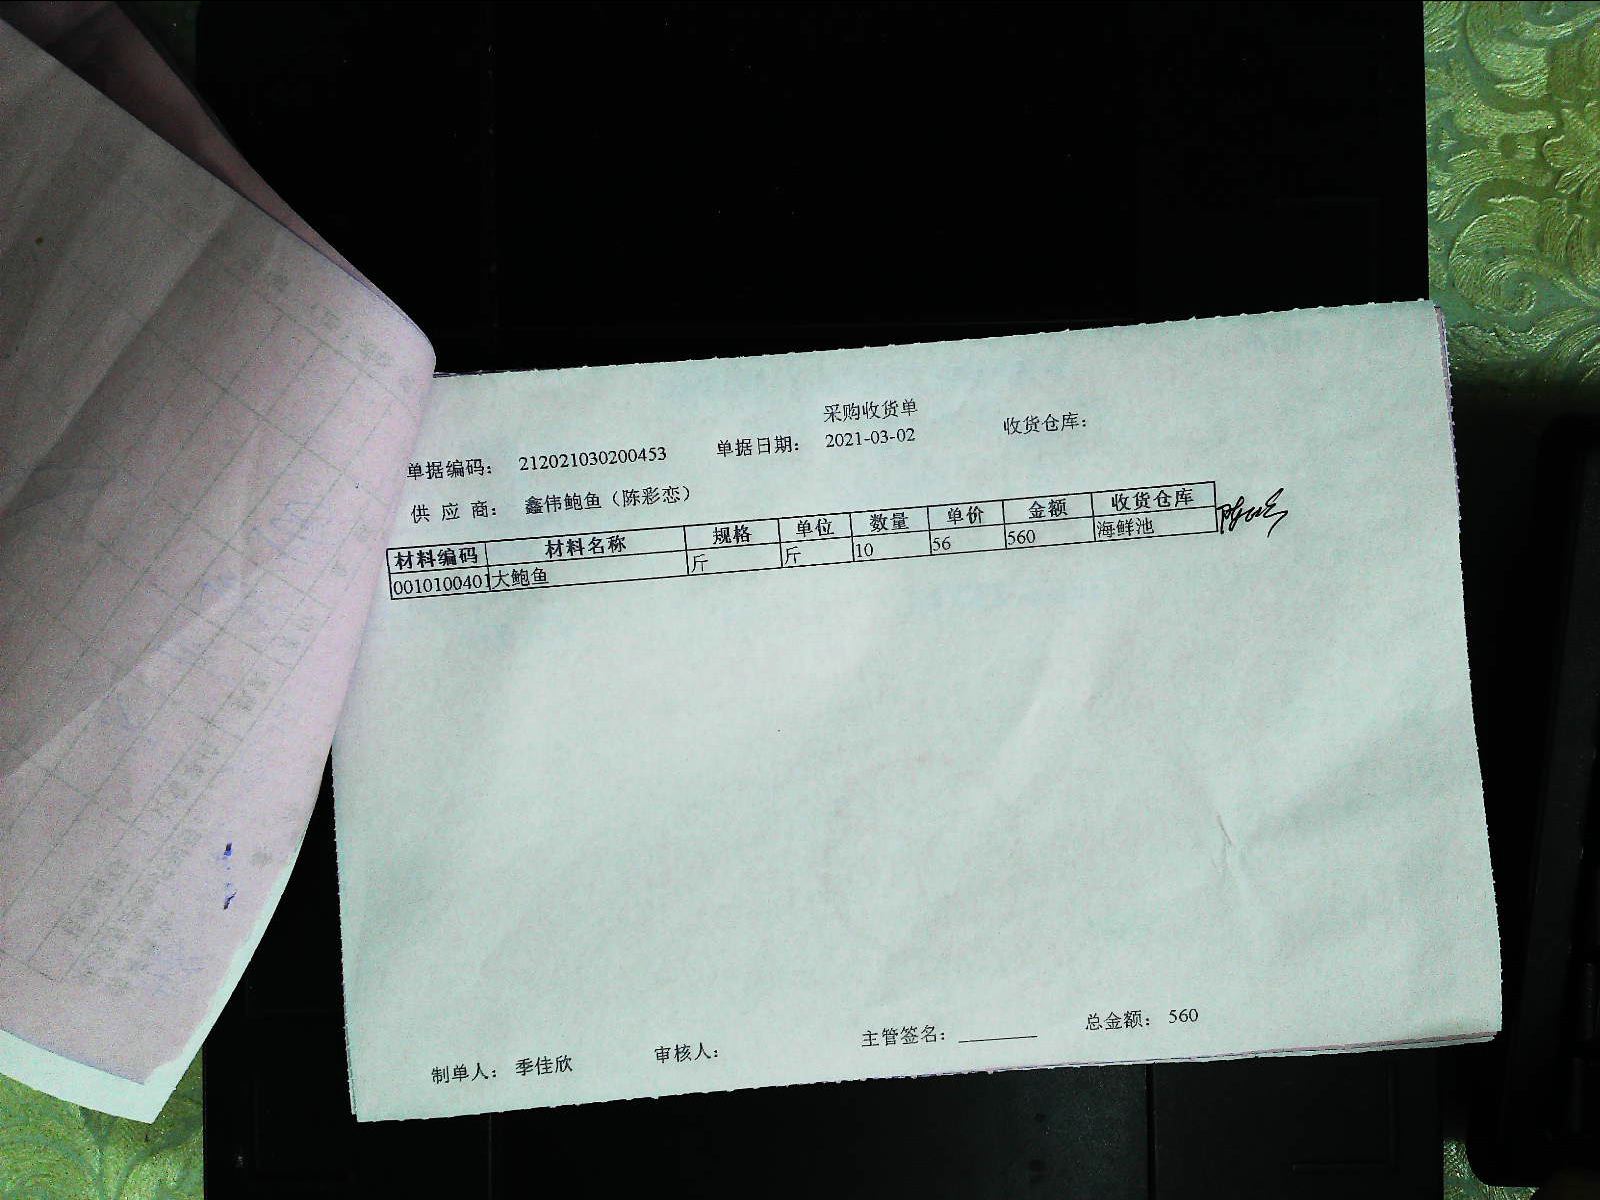 采购收货单
单据编码： 212021030200453 单据日期： 2021-03-02 收货仓库：
供 应 商： 鑫伟鲍鱼（陈彩恋）
材料编码 材料名称 规格 单位 数量 单价 金额 收货仓库
0010100401 大鲍鱼 斤 斤 10 56 560 海鲜池
制单人： 季佳欣 审核人： 主管签名： 总金额： 560